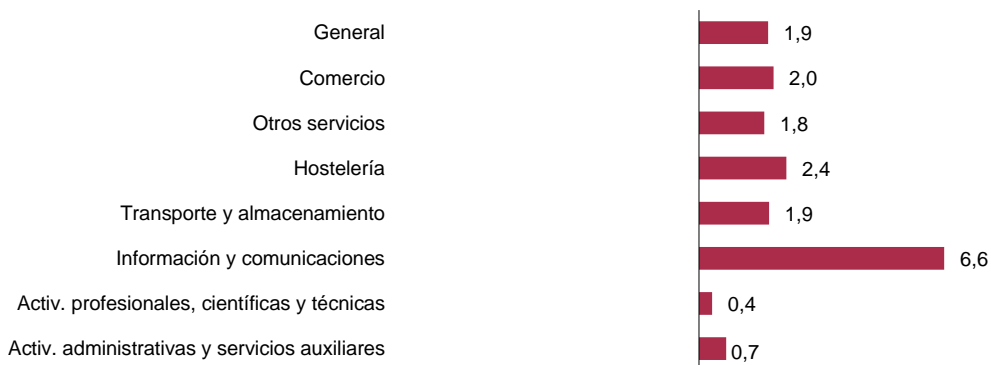 General 1,9
Comercio 2,0
Otros servicios 1,8
Hostelería 2,4
Transporte y almacenamiento 1,9
Información y comunicaciones 6,6
Activ. profesionales, científicas y técnicas 0,4
Activ. administrativas y servicios auxiliares 0,7